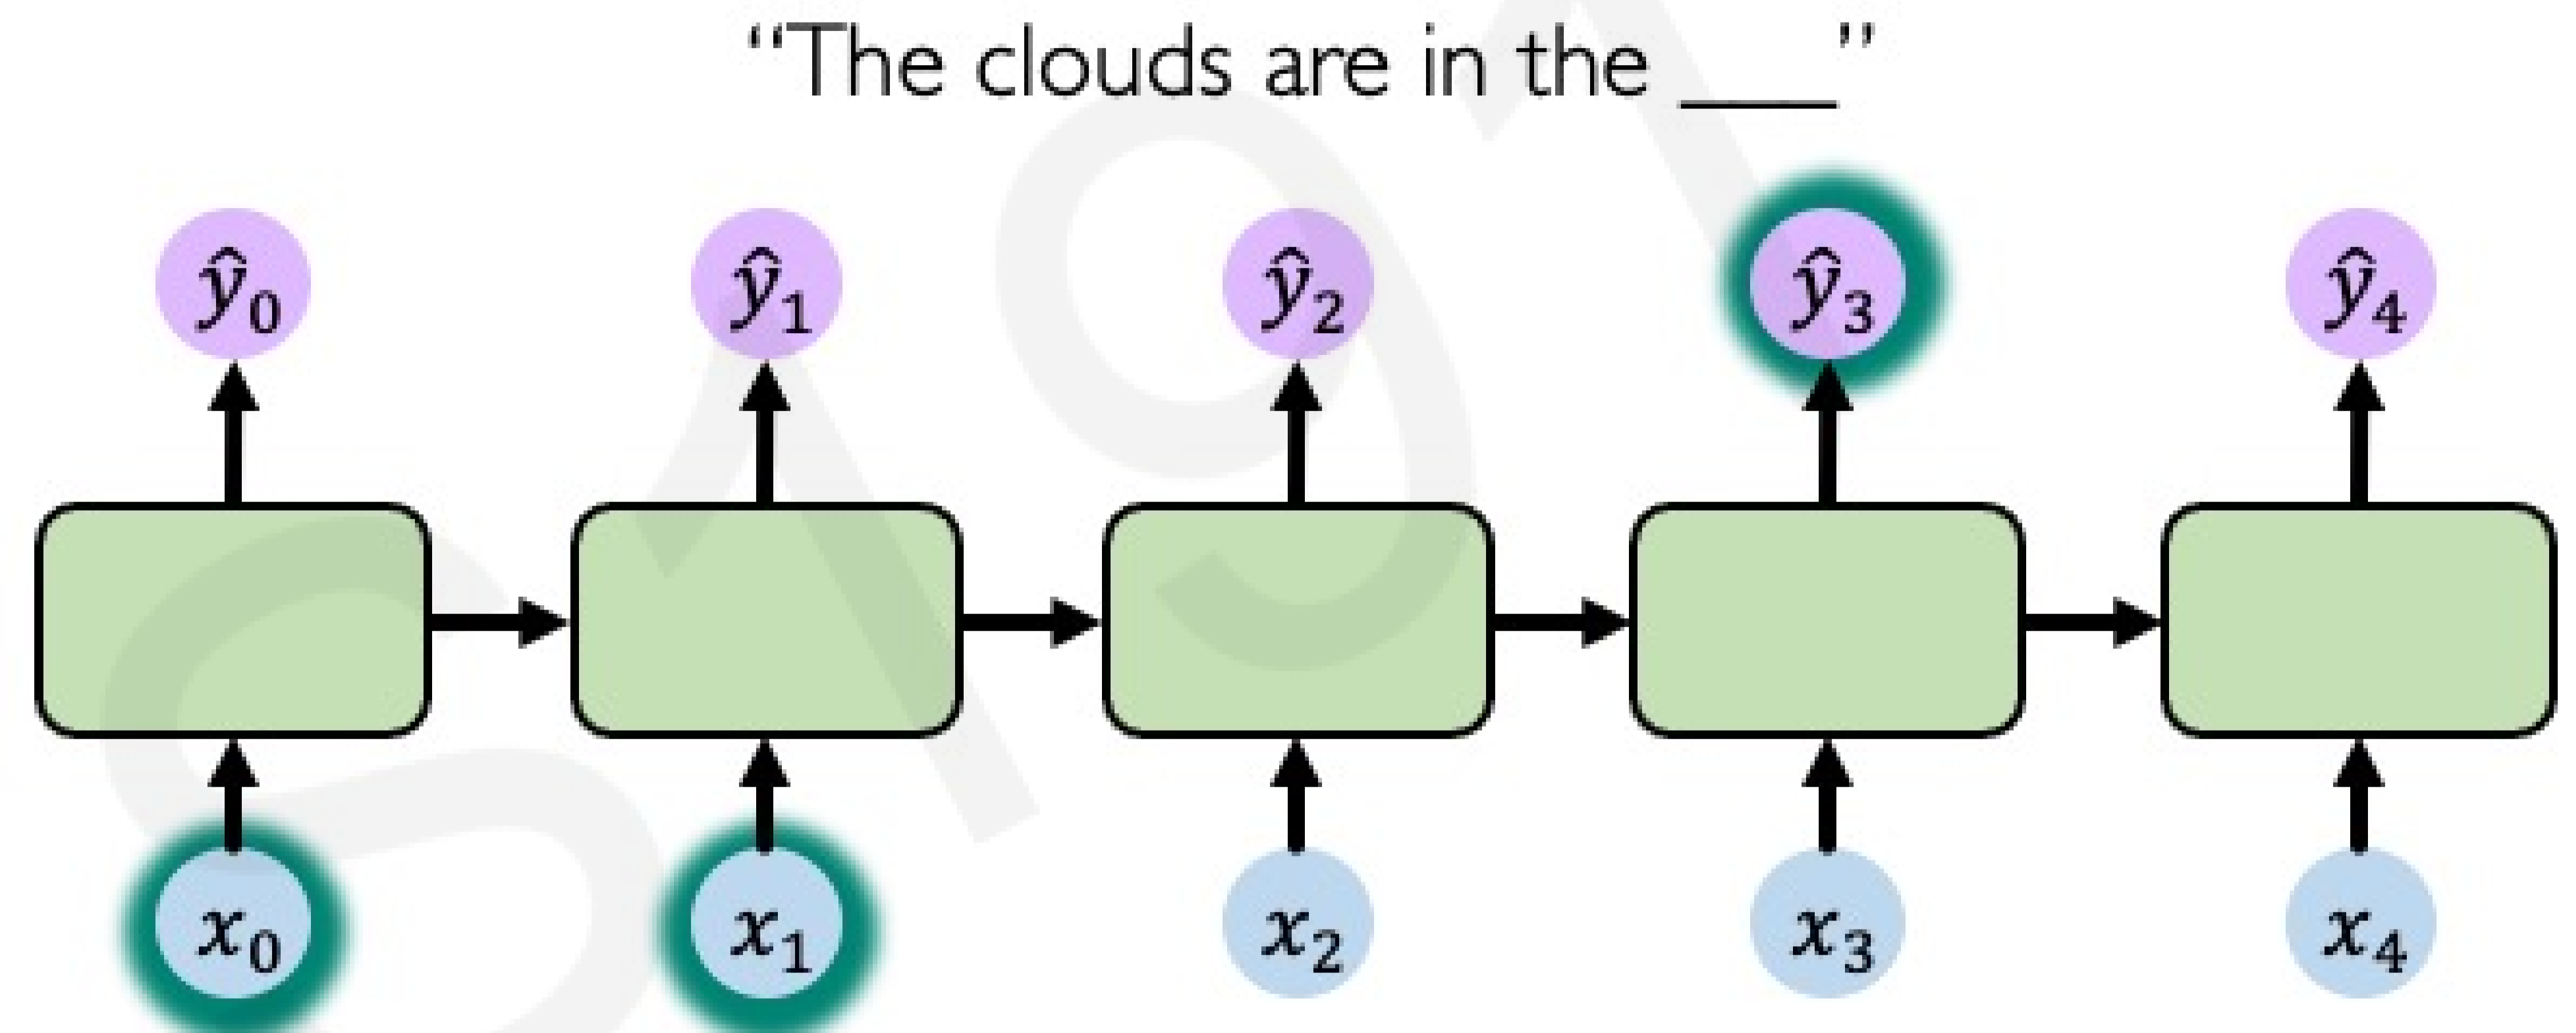 “The clouds are in the ___”
ŷ₀ ŷ₁ ŷ₂ ŷ₃ ŷ₄
x₀ x₁ x₂ x₃ x₄